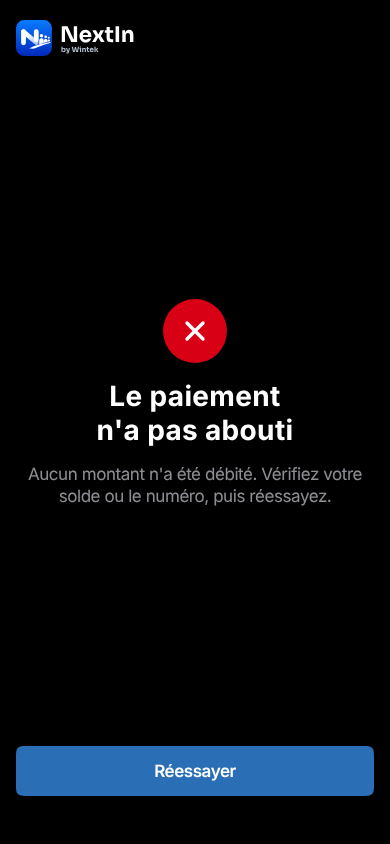 NextIn
by Wintek
Le paiement
n'a pas abouti
Aucun montant n'a été débité. Vérifiez votre
solde ou le numéro, puis réessayez.
Réessayer